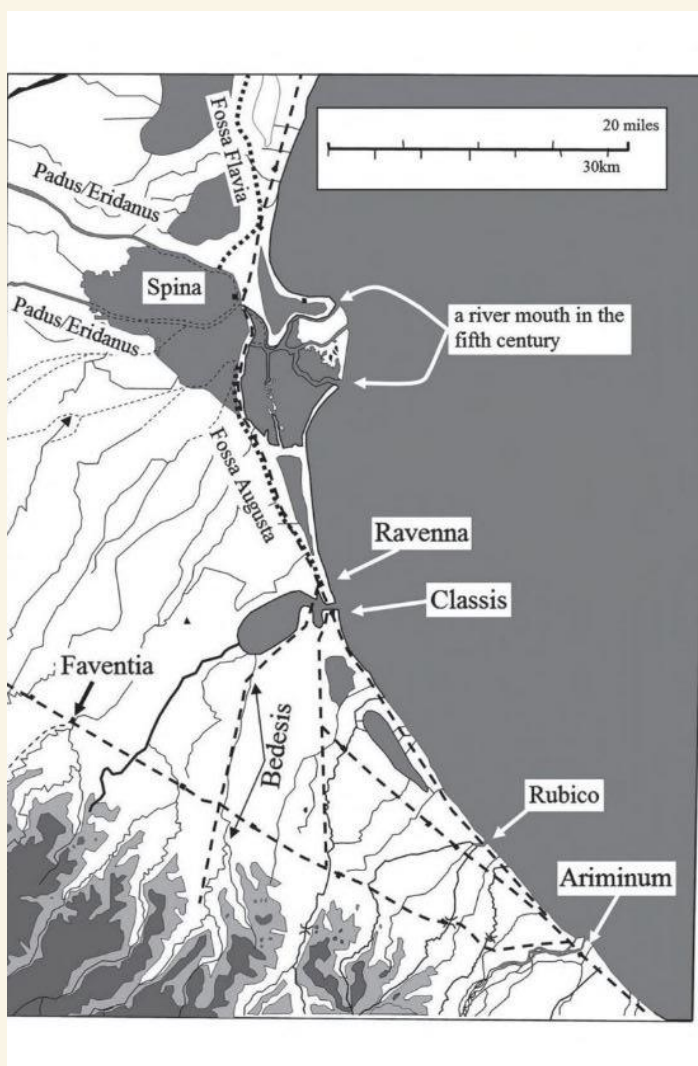 Fossa Flavia
20 miles
30km
Padus/Eridanus
Spina
Padus/Eridanus
a river mouth in the
fifth century
Fossa Augusta
Ravenna
Classis
Faventia
Bedesis
Rubico
Ariminum